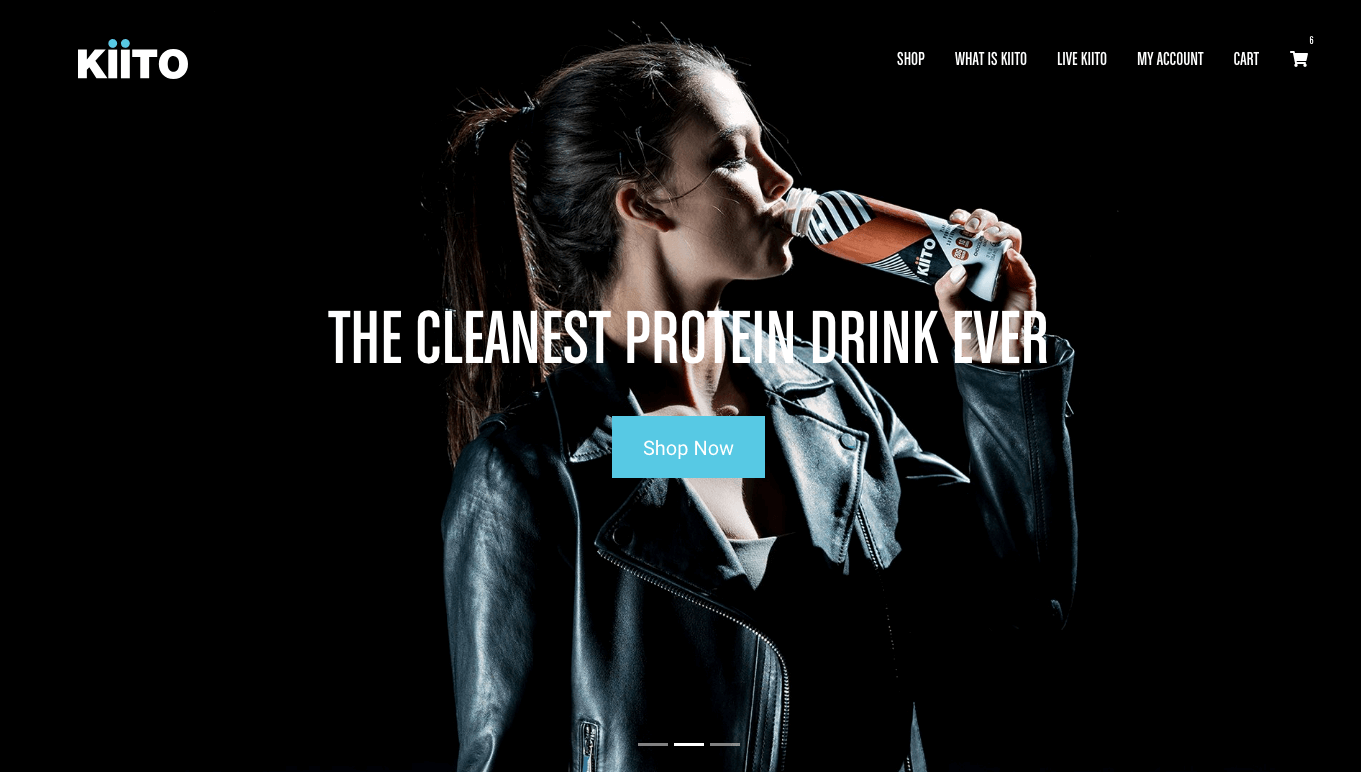 KiiTO
SHOP
WHAT IS KIITO
LIVE KIITO
MY ACCOUNT
CART
6
KiiTO
THE CLEANEST PROTEIN DRINK EVER
Shop Now